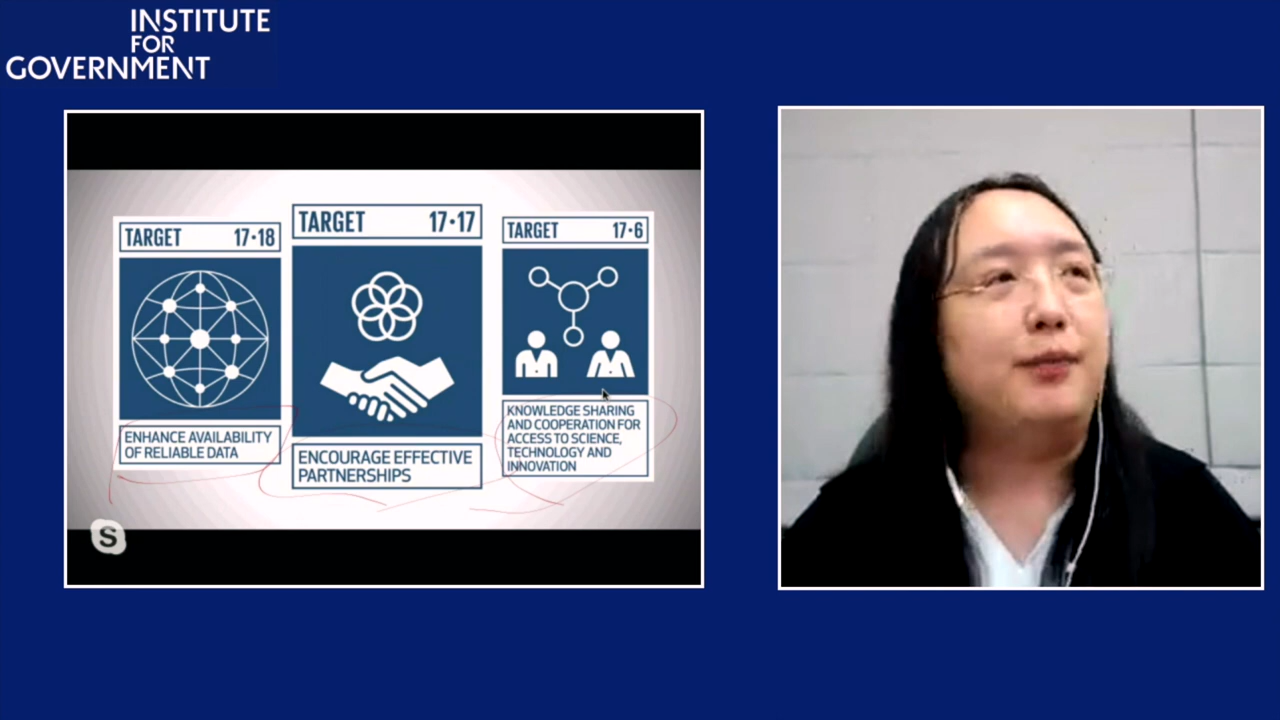 INSTITUTE
FOR
GOVERNMENT
TARGET 17·18
ENHANCE AVAILABILITY
OF RELIABLE DATA
TARGET 17·17
ENCOURAGE EFFECTIVE
PARTNERSHIPS
TARGET 17·6
KNOWLEDGE SHARING
AND COOPERATION FOR
ACCESS TO SCIENCE,
TECHNOLOGY AND
INNOVATION
S